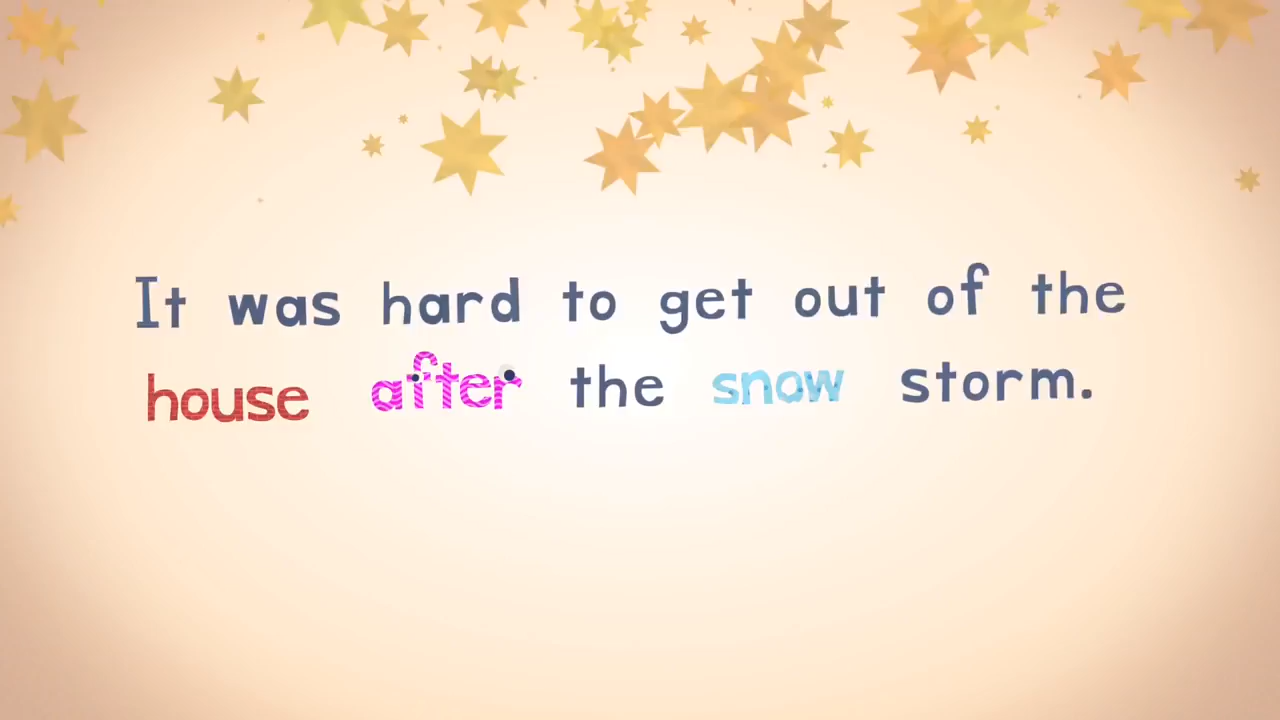 It was hard to get out of the
house after the snow storm.